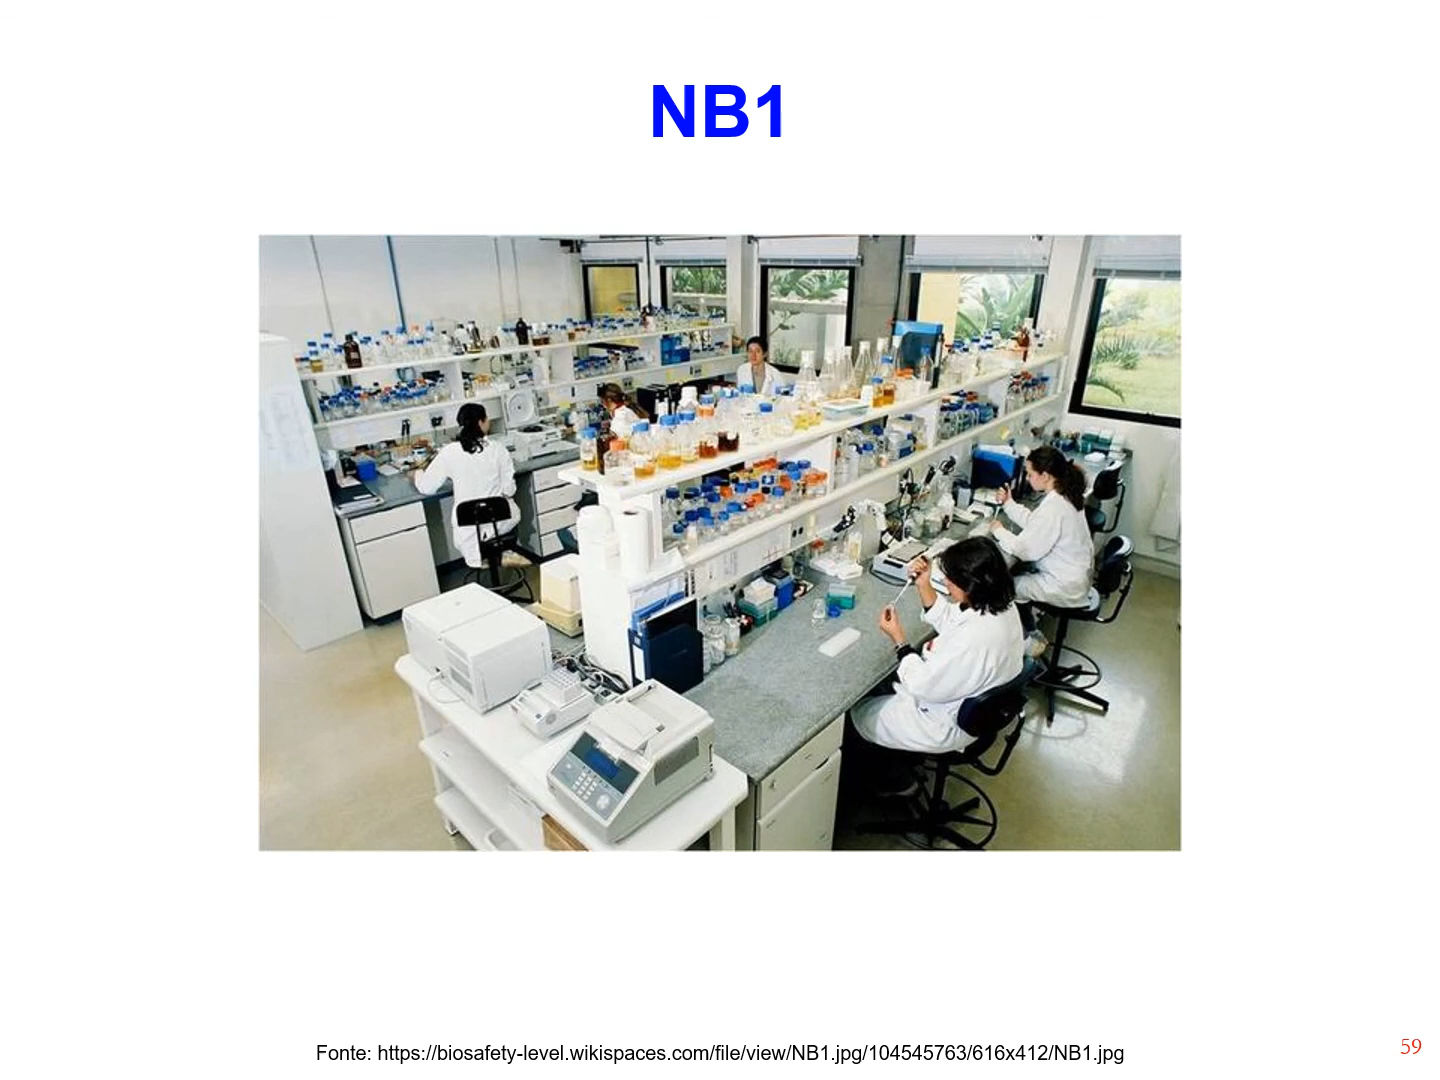 NB1
Fonte: https://biosafety-level.wikispaces.com/file/view/NB1.jpg/104545763/616x412/NB1.jpg
59